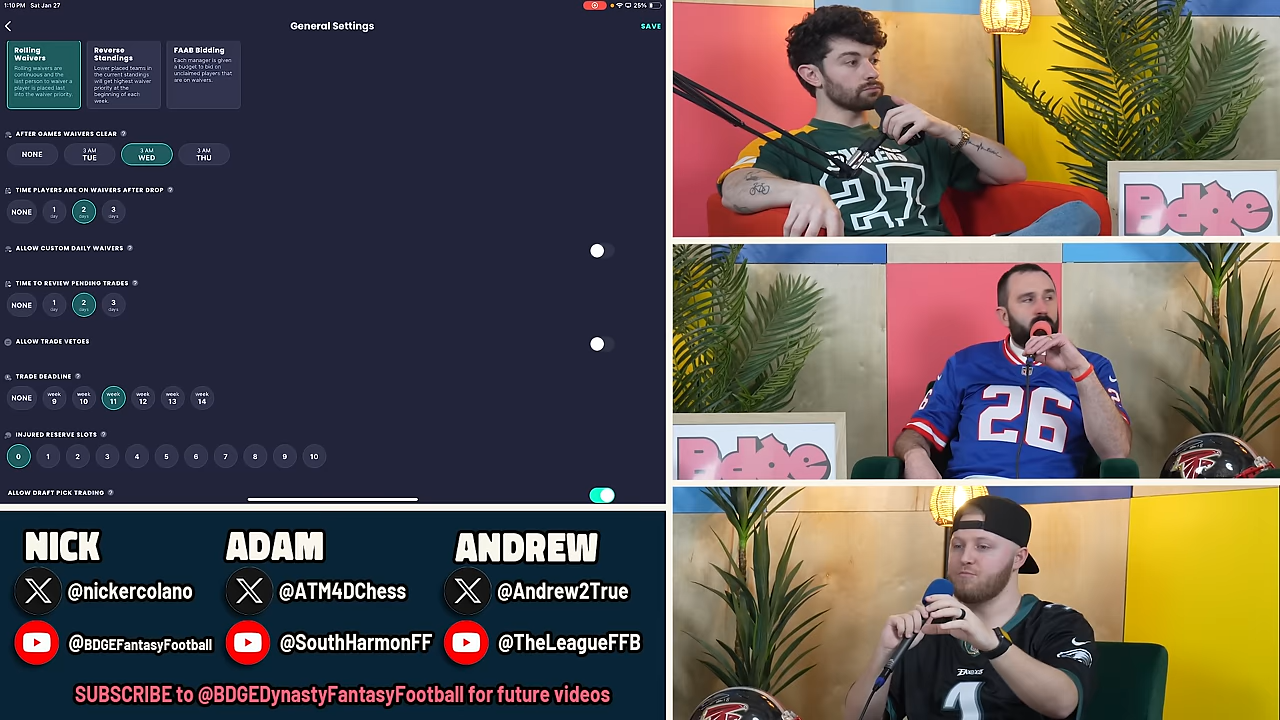 1:10 PM Sat Jan 27
25%
General Settings
SAVE
Rolling
Waivers
Rolling waivers are
continuous and the
last person to waiver a
player is placed last
into the waiver priority.
Reverse
Standings
Lower placed teams in
the current standings
will get highest waiver
priority at the
beginning of each
week.
FAAB Bidding
Each manager is given
a budget to bid on
unclaimed players that
are on waivers.
AFTER GAMES WAIVERS CLEAR ?
NONE
3 AM
TUE
3 AM
WED
3 AM
THU
TIME PLAYERS ARE ON WAIVERS AFTER DROP ?
NONE
1
day
2
days
3
days
ALLOW CUSTOM DAILY WAIVERS ?
TIME TO REVIEW PENDING TRADES ?
NONE
1
day
2
days
3
days
ALLOW TRADE VETOES
TRADE DEADLINE ?
NONE
week
9
week
10
week
11
week
12
week
13
week
14
INJURED RESERVE SLOTS ?
0 1 2 3 4 5 6 7 8 9 10
ALLOW DRAFT PICK TRADING ?
NICK ADAM ANDREW
@nickercolano @ATM4DChess @Andrew2True
@BDGEFantasyFootball @SouthHarmonFF @TheLeagueFFB
SUBSCRIBE to @BDGEDynastyFantasyFootball for future videos
27
Bdge
26
Bdge
EAGLES
1